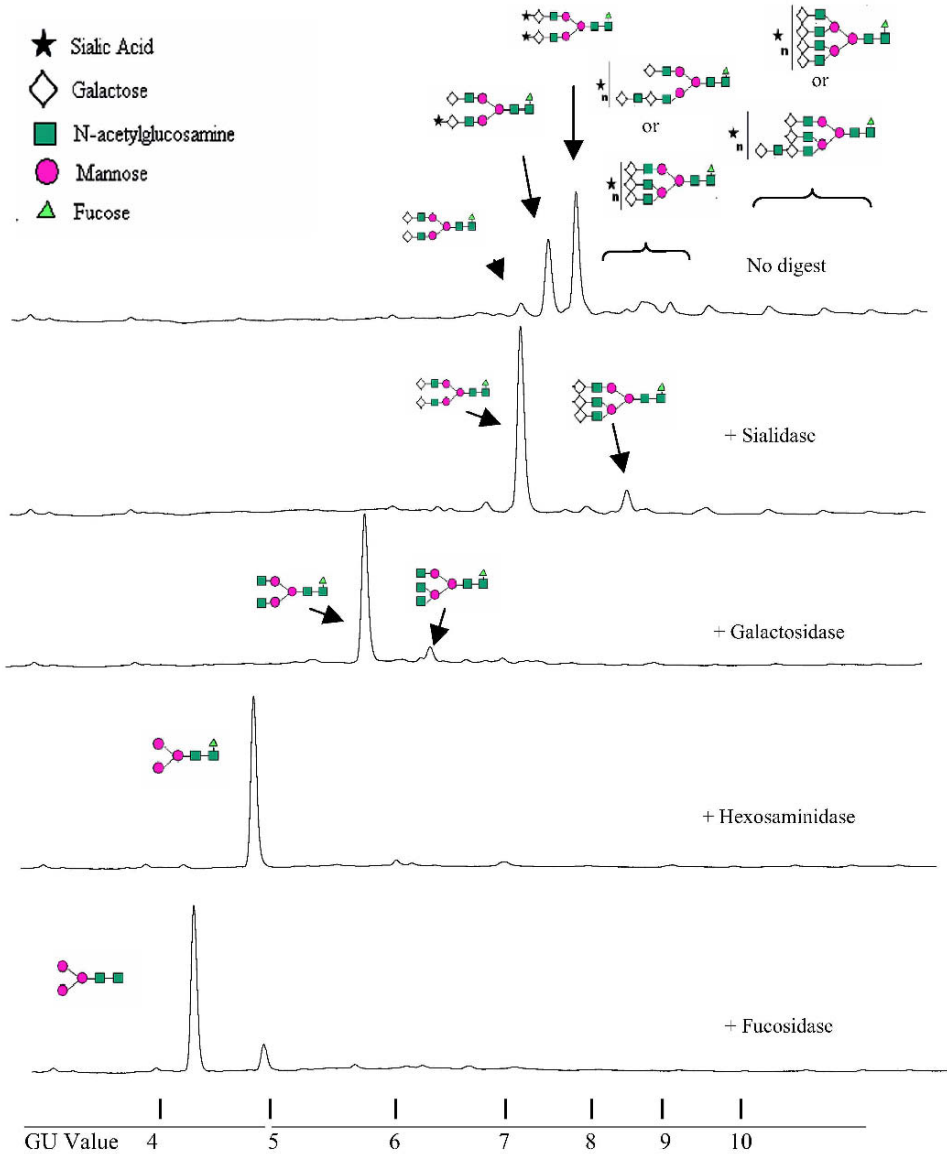 Sialic Acid
Galactose
N-acetylglucosamine
Mannose
Fucose
n
or
n
n
or
n
No digest
+ Sialidase
+ Galactosidase
+ Hexosaminidase
+ Fucosidase
GU Value 4 5 6 7 8 9 10